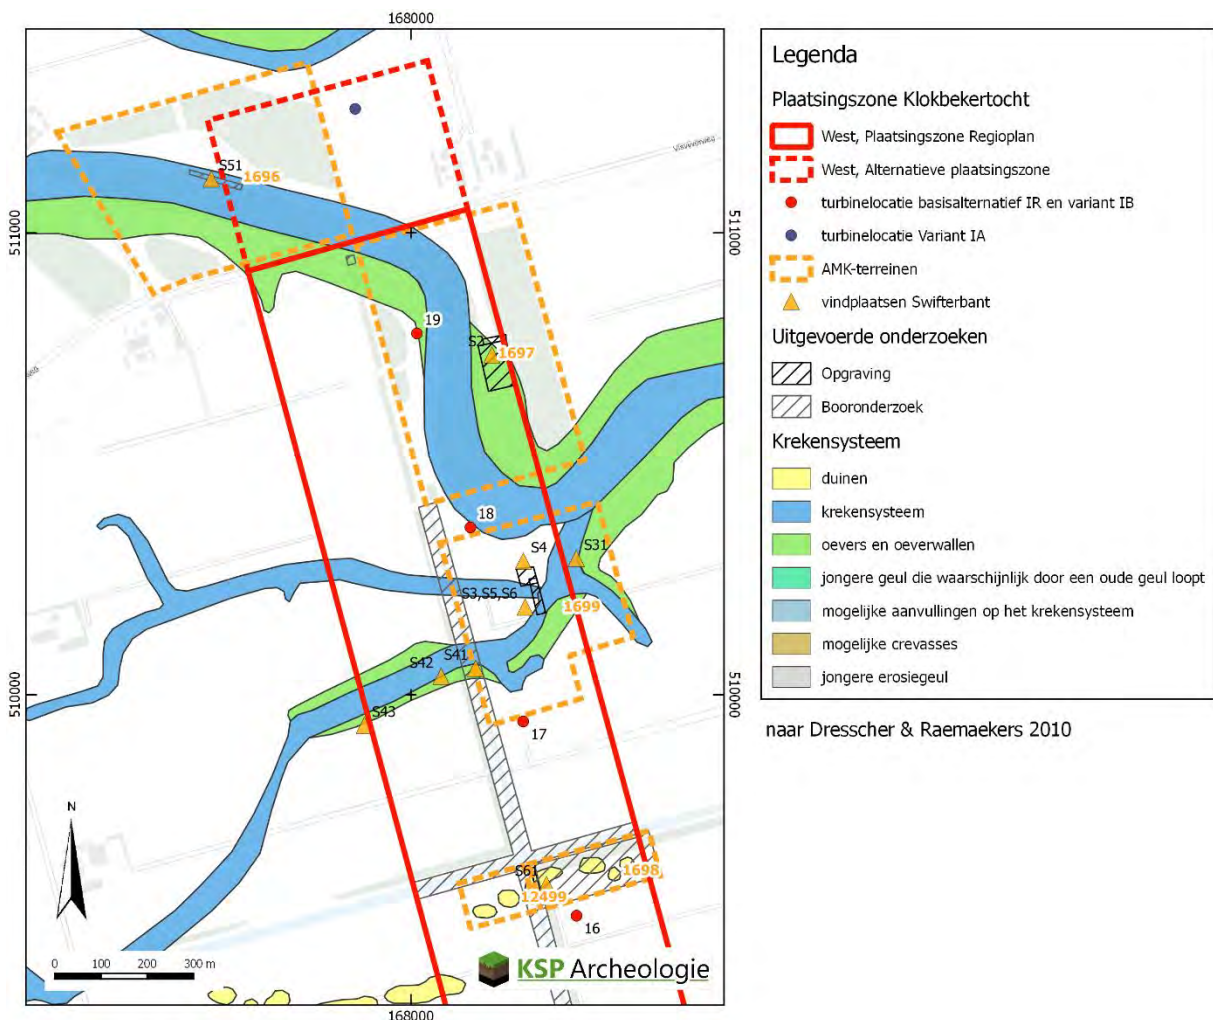 168000
511000
511000
510000
510000
168000
S51
1696
19
S2
1697
18
S4
S31
S3,S5,S6
1699
S42
S41
S43
17
S61
1698
12499
16
N
0 100 200 300 m
KSP Archeologie
Legenda
Plaatsingszone Klokbekertocht
West, Plaatsingszone Regioplan
West, Alternatieve plaatsingszone
turbinelocatie basisalternatief IR en variant IB
turbinelocatie Variant IA
AMK-terreinen
vindplaatsen Swifterbant
Uitgevoerde onderzoeken
Opgraving
Booronderzoek
Krekensysteem
duinen
krekensysteem
oevers en oeverwallen
jongere geul die waarschijnlijk door een oude geul loopt
mogelijke aanvullingen op het krekensysteem
mogelijke crevasses
jongere erosiegeul
naar Dresscher & Raemaekers 2010